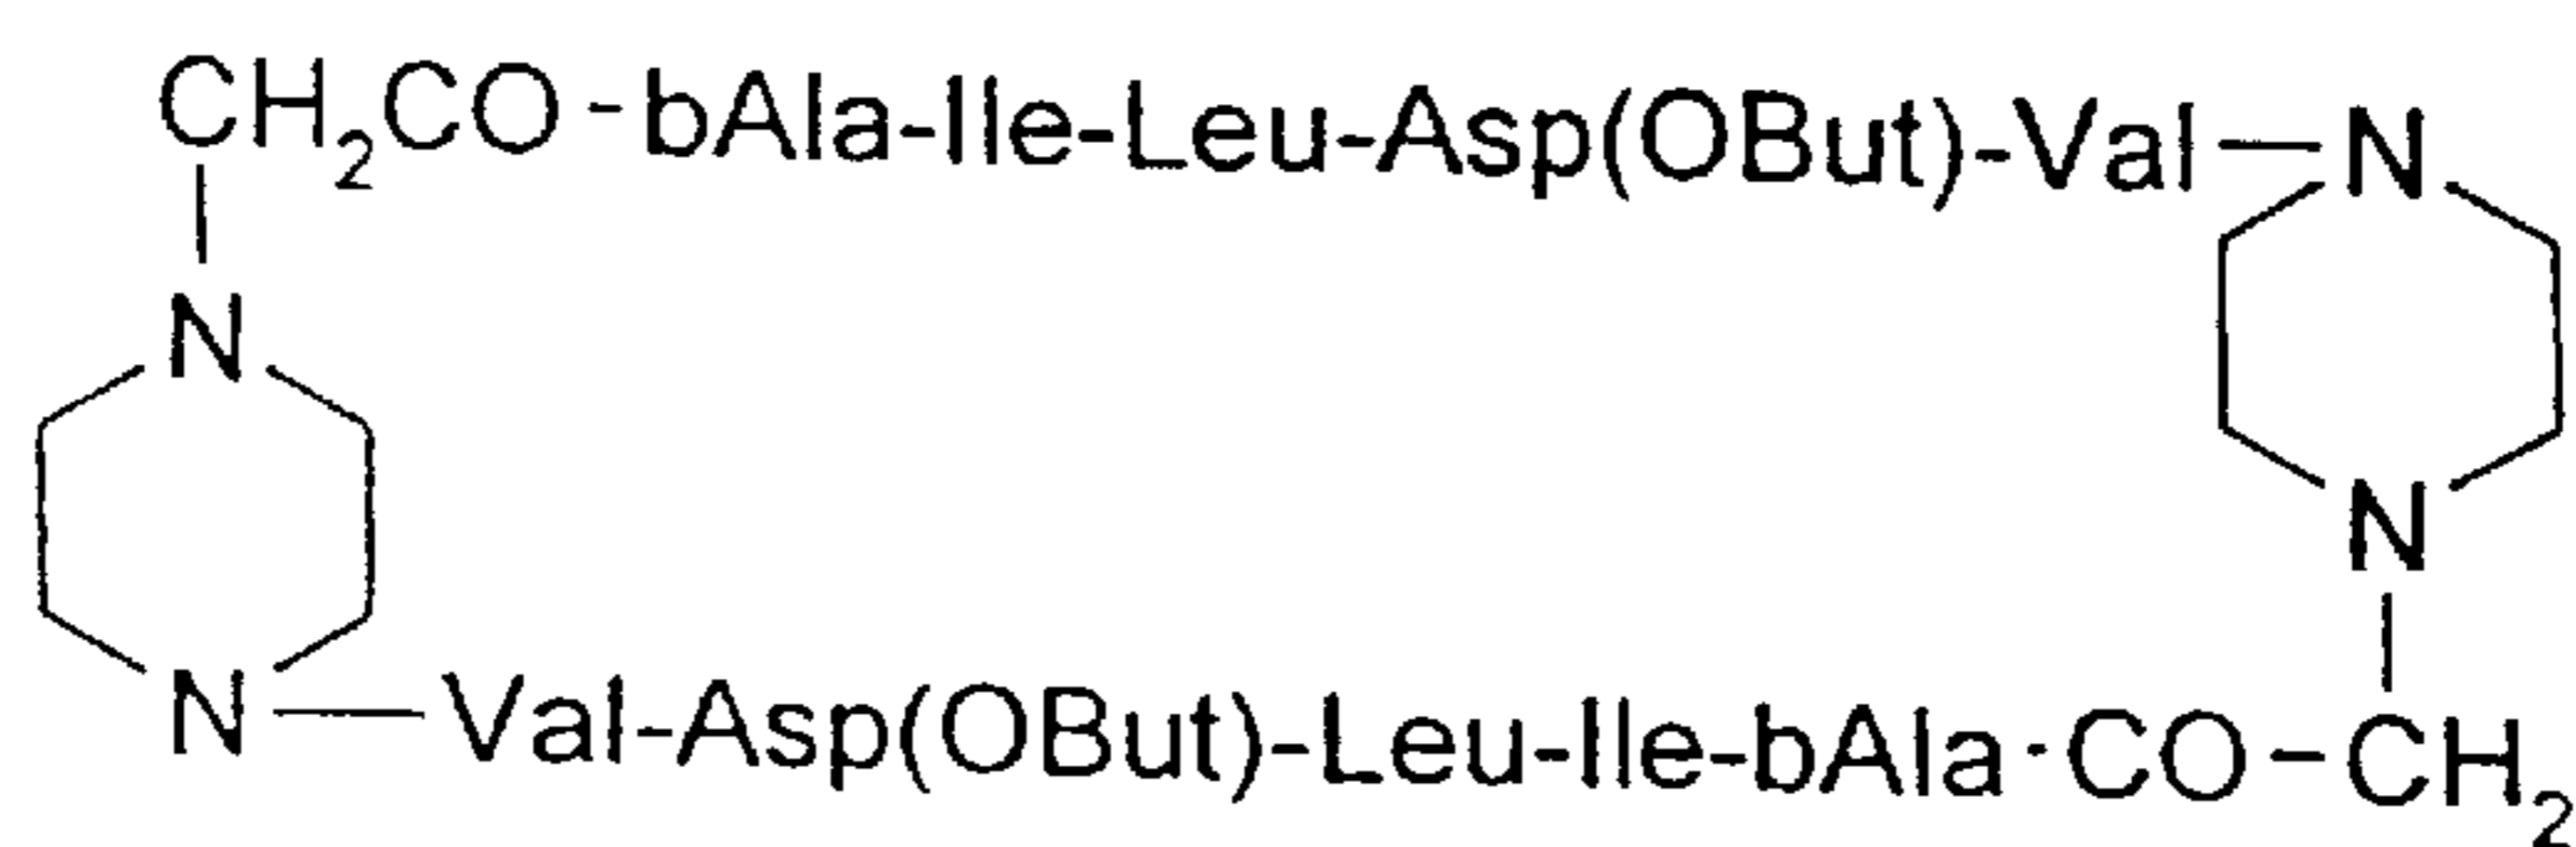 CH₂CO-bAla-Ile-Leu-Asp(OBut)-Val—N
N
N
N—Val-Asp(OBut)-Leu-Ile-bAla-CO-CH₂